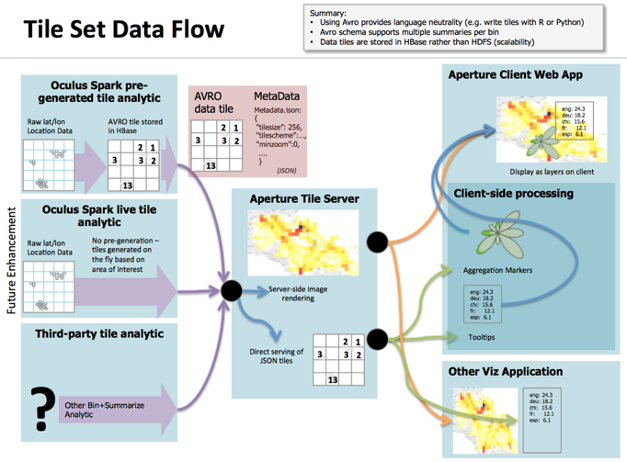 Tile Set Data Flow
Summary:
• Using Avro provides language neutrality (e.g. write tiles with R or Python)
• Avro schema supports multiple summaries per bin
• Data tiles are stored in HBase rather than HDFS (scalability)
Future Enhancement
Oculus Spark pre-
generated tile analytic
Raw lat/lon
Location Data
AVRO tile stored
in HBase
2 1
3 3 2
13
AVRO
data tile
2 1
3 3 2
13
MetaData
Metadata.json:
{
"tilesize": 256,
"tilescheme":...,
"minzoom":0,
....
}
(JSON)
Oculus Spark live tile
analytic
Raw lat/lon
Location Data
No pre-generation –
tiles generated on
the fly based on
area of interest
Third-party tile analytic
?
Other Bin+Summarize
Analytic
Aperture Tile Server
Server-side image
rendering
Direct serving of
JSON tiles
2 1
3 3 2
13
Aperture Client Web App
eng: 24.3
deu: 18.2
chi: 15.6
fr: 12.1
esp: 6.1
Display as layers on client
Client-side processing
Aggregation Markers
eng: 24.3
deu: 18.2
chi: 15.6
fr: 12.1
esp: 6.1
Tooltips
Other Viz Application
eng: 24.3
deu: 18.2
chi: 15.6
fr: 12.1
esp: 6.1